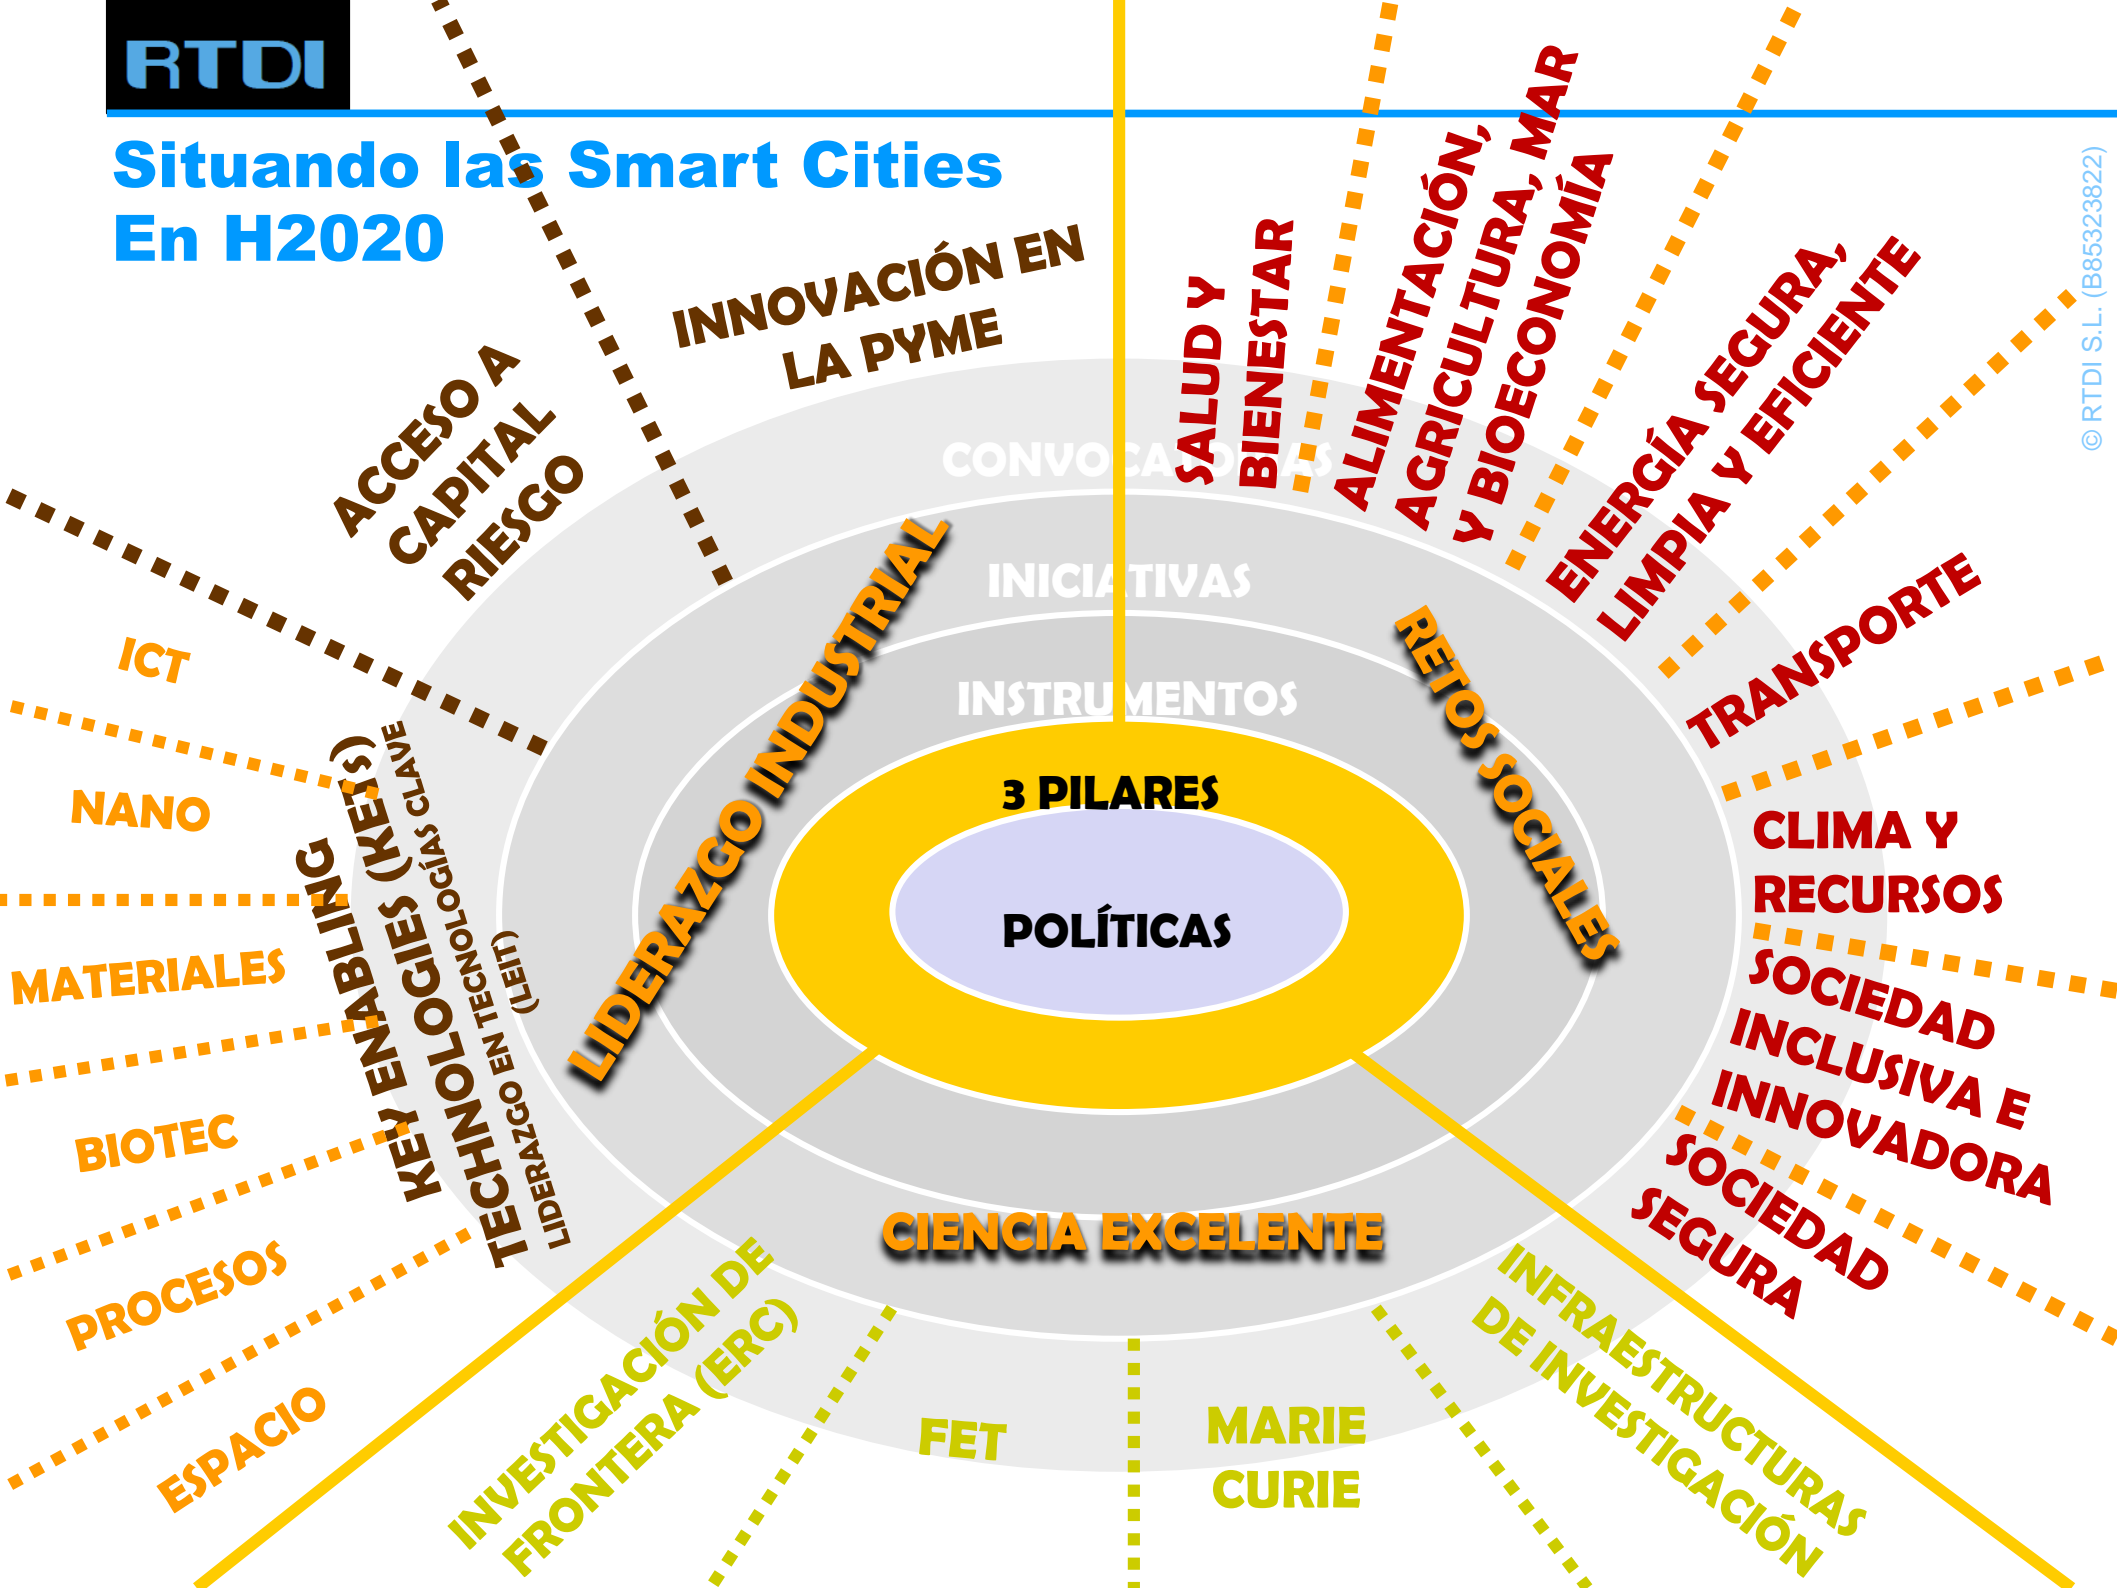 RTDI
Situando las Smart Cities
En H2020
© RTDI S.L. (B853238822)
INNOVACIÓN EN
LA PYME
ACCESO A
CAPITAL
RIESGO
SALUD Y
BIENESTAR
ALIMENTACIÓN,
AGRICULTURA, MAR
Y BIOECONOMÍA
ENERGÍA SEGURA,
LIMPIA Y EFICIENTE
TRANSPORTE
CLIMA Y
RECURSOS
SOCIEDAD
INCLUSIVA E
INNOVADORA
SOCIEDAD
SEGURA
CONVOCATORIAS
INICIATIVAS
INSTRUMENTOS
3 PILARES
POLÍTICAS
LIDERAZGO INDUSTRIAL
RETOS SOCIALES
CIENCIA EXCELENTE
ICT
NANO
MATERIALES
BIOTEC
PROCESOS
ESPACIO
KEY ENABLING
TECHNOLOGIES (KETs)
LIDERAZGO EN TECNOLOGÍAS CLAVE
(LEIT)
INVESTIGACIÓN DE
FRONTERA (ERC)
FET
MARIE
CURIE
INFRAESTRUCTURAS
DE INVESTIGACIÓN